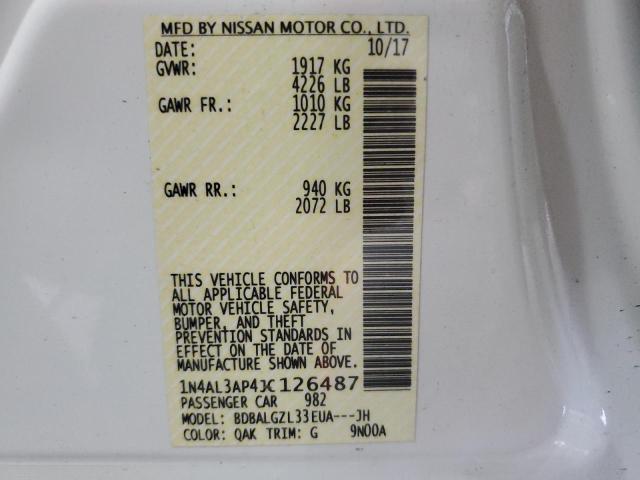 MFD BY NISSAN MOTOR CO., LTD.
DATE: 10/17
GVWR: 1917 KG
4226 LB
GAWR FR.: 1010 KG
2227 LB
GAWR RR.: 940 KG
2072 LB
THIS VEHICLE CONFORMS TO
ALL APPLICABLE FEDERAL
MOTOR VEHICLE SAFETY,
BUMPER, AND THEFT
PREVENTION STANDARDS IN
EFFECT ON THE DATE OF
MANUFACTURE SHOWN ABOVE.
1N4AL3AP4JC126487
PASSENGER CAR 982
MODEL: BDBALGZL33EUA---JH
COLOR: QAK TRIM: G 9N00A